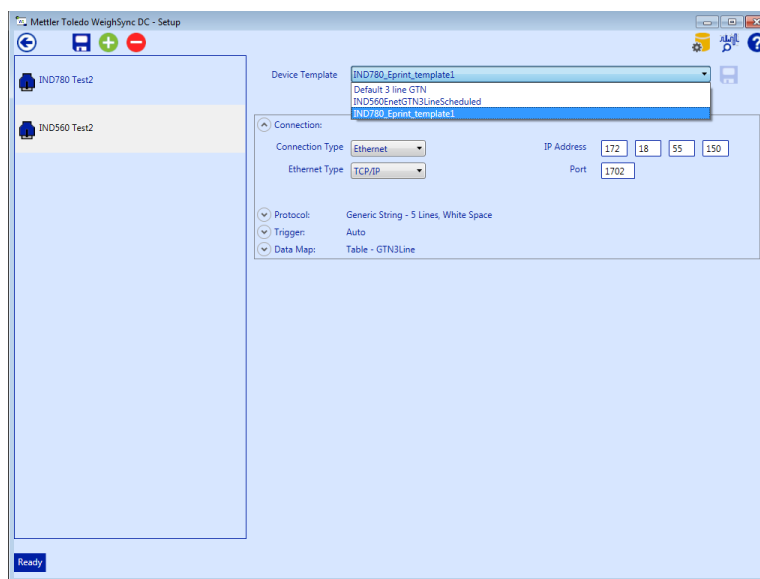 Mettler Toledo WeighSync DC - Setup
IND780 Test2
IND560 Test2
Device Template IND780_Eprint_template1
Default 3 line GTN
IND560EnetGTN3LineScheduled
IND780_Eprint_template1
Connection:
Connection Type Ethernet IP Address 172 18 55 150
Ethernet Type TCP/IP Port 1702
Protocol: Generic String - 5 Lines, White Space
Trigger: Auto
Data Map: Table - GTN3Line
Ready